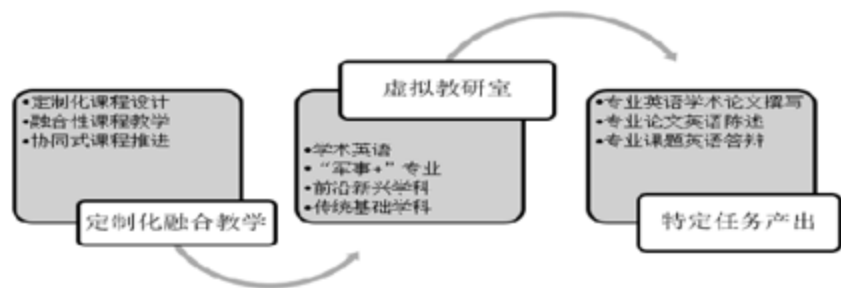 •定制化课程设计
•融合性课程教学
•协同式课程推进
定制化融合教学
虚拟教研室
•学术英语
•“军事+”专业
•前沿新兴学科
•传统基础学科
•专业英语学术论文撰写
•专业论文英语陈述
•专业课题英语答辩
特定任务产出